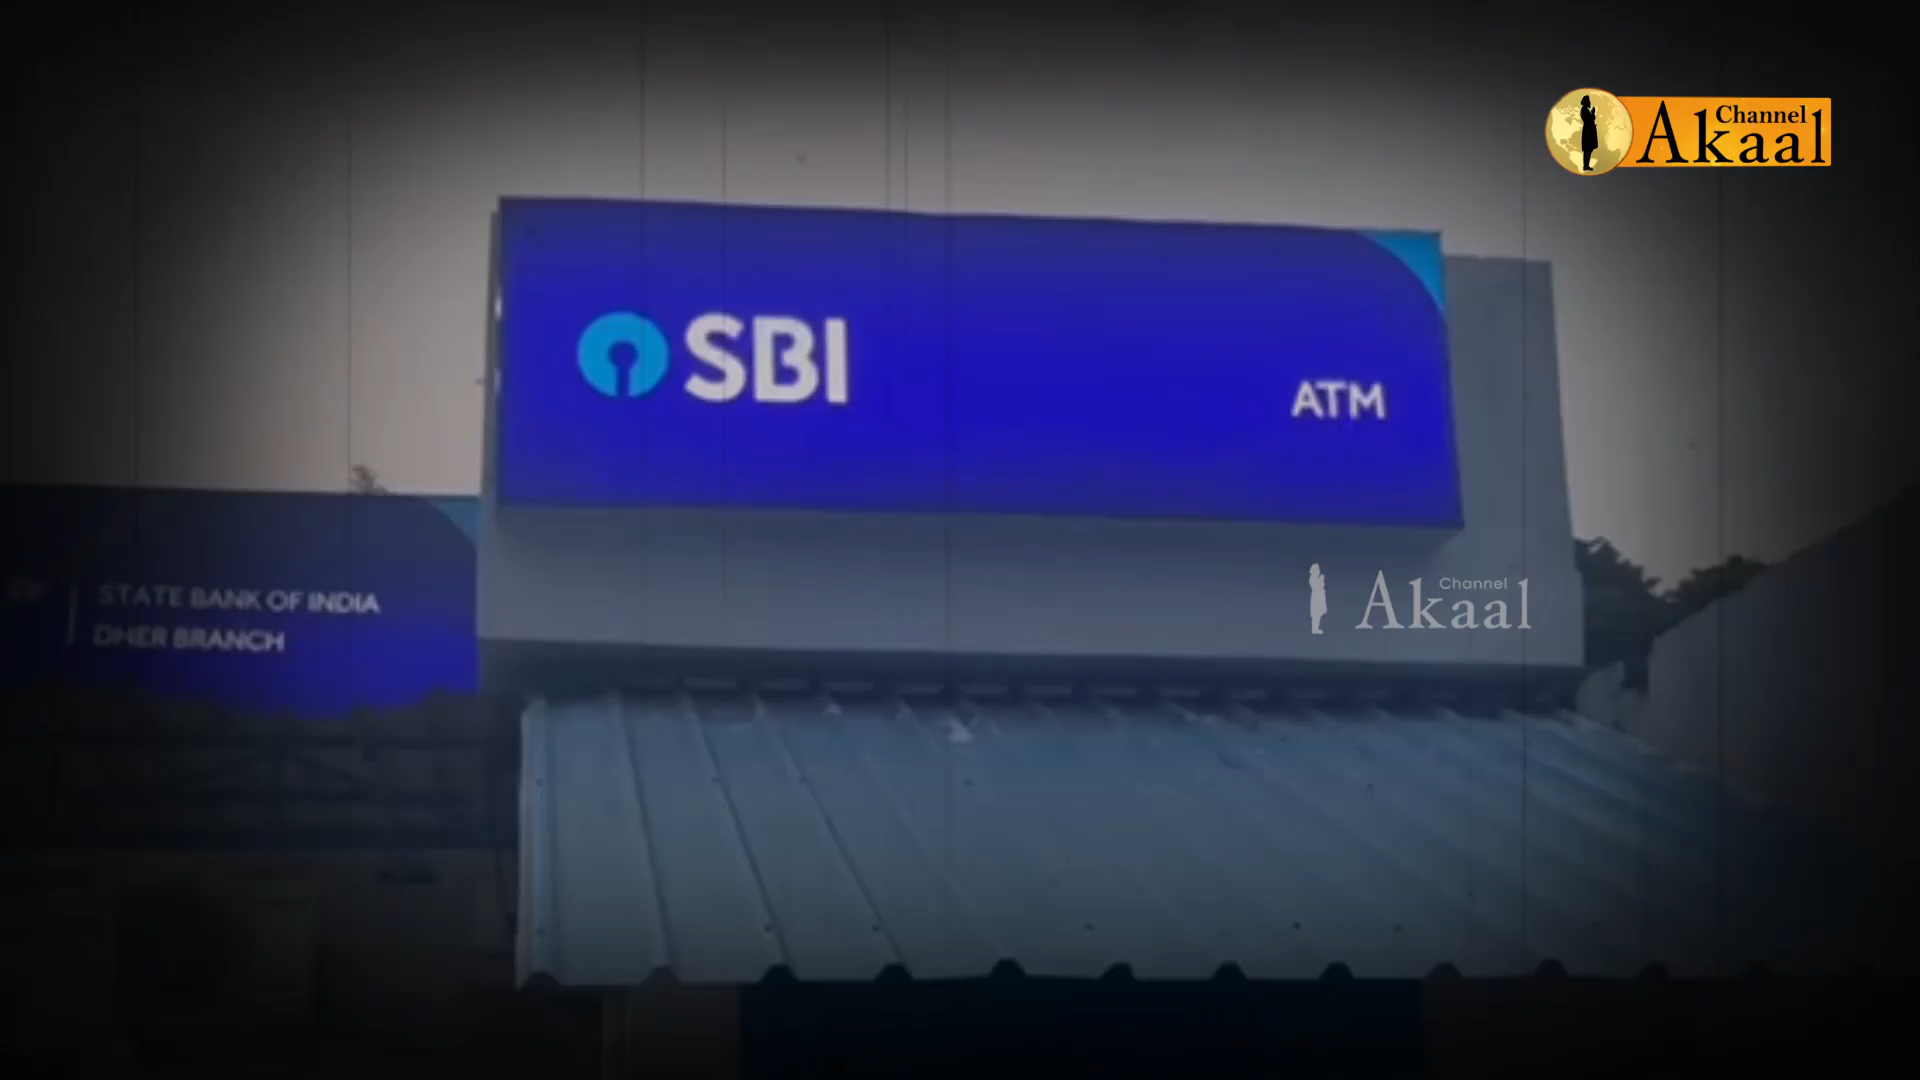 Channel
Akaal
SBI
ATM
Channel
Akaal
STATE BANK OF INDIA
DHER BRANCH